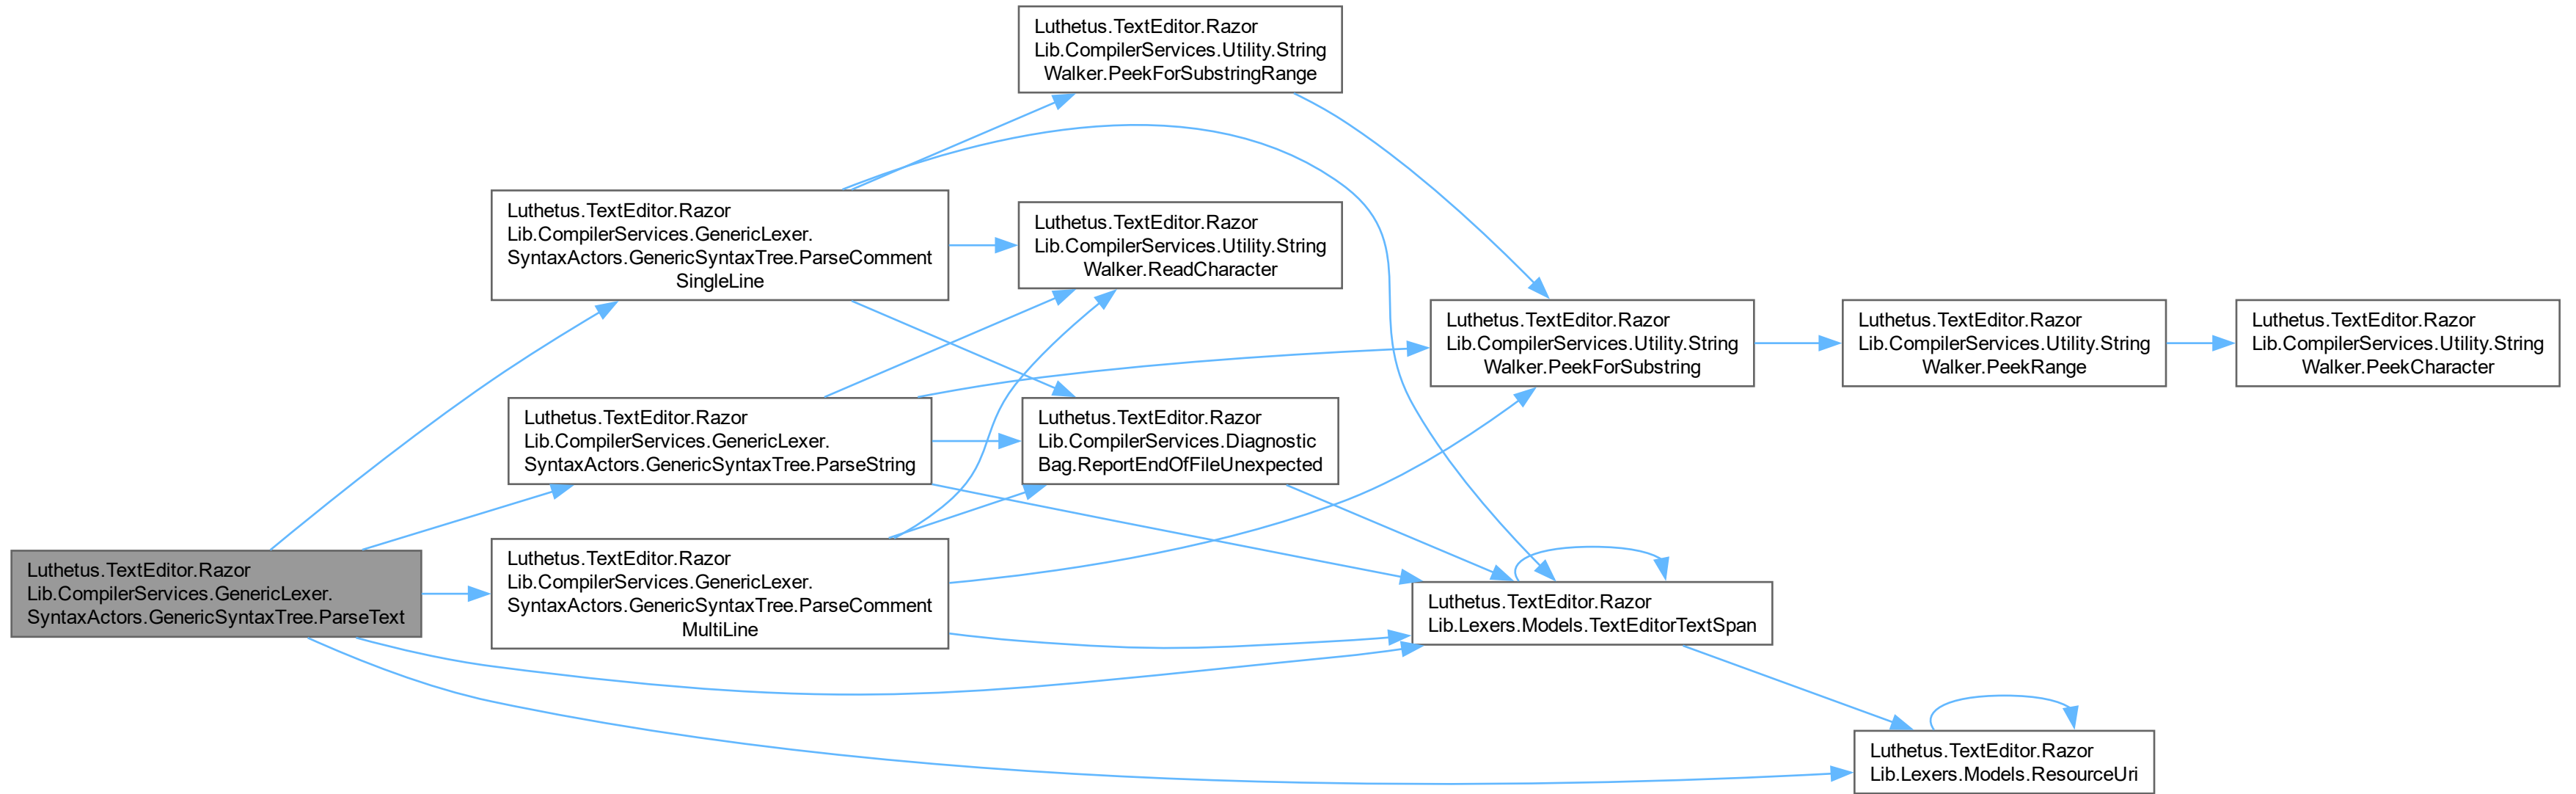 Luthetus.TextEditor.Razor
Lib.CompilerServices.GenericLexer.
SyntaxActors.GenericSyntaxTree.ParseText
Luthetus.TextEditor.Razor
Lib.CompilerServices.GenericLexer.
SyntaxActors.GenericSyntaxTree.ParseComment
SingleLine
Luthetus.TextEditor.Razor
Lib.CompilerServices.GenericLexer.
SyntaxActors.GenericSyntaxTree.ParseString
Luthetus.TextEditor.Razor
Lib.CompilerServices.GenericLexer.
SyntaxActors.GenericSyntaxTree.ParseComment
MultiLine
Luthetus.TextEditor.Razor
Lib.CompilerServices.Utility.String
Walker.PeekForSubstringRange
Luthetus.TextEditor.Razor
Lib.CompilerServices.Utility.String
Walker.ReadCharacter
Luthetus.TextEditor.Razor
Lib.CompilerServices.Diagnostic
Bag.ReportEndOfFileUnexpected
Luthetus.TextEditor.Razor
Lib.CompilerServices.Utility.String
Walker.PeekForSubstring
Luthetus.TextEditor.Razor
Lib.Lexers.Models.TextEditorTextSpan
Luthetus.TextEditor.Razor
Lib.CompilerServices.Utility.String
Walker.PeekRange
Luthetus.TextEditor.Razor
Lib.Lexers.Models.ResourceUri
Luthetus.TextEditor.Razor
Lib.CompilerServices.Utility.String
Walker.PeekCharacter